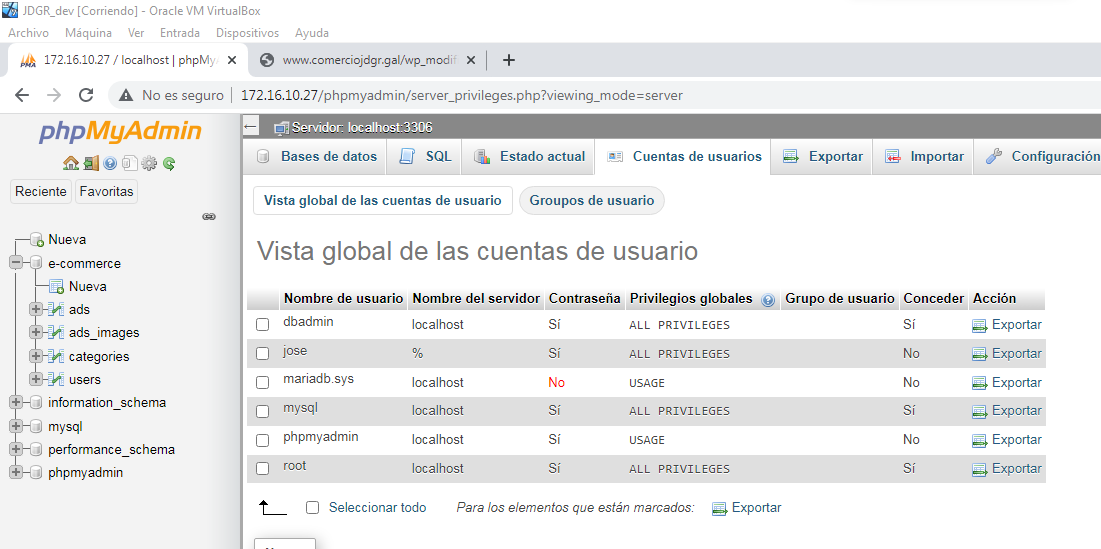 JDGR_dev [Corriendo] - Oracle VM VirtualBox
Archivo Máquina Ver Entrada Dispositivos Ayuda
172.16.10.27 / localhost | phpMy
www.comerciojdgr.gal/wp_modif
No es seguro 172.16.10.27/phpmyadmin/server_privileges.php?viewing_mode=server
phpMyAdmin
Reciente Favoritas
Nueva
e-commerce
Nueva
ads
ads_images
categories
users
information_schema
mysql
performance_schema
phpmyadmin
Servidor: localhost:3306
Bases de datos SQL Estado actual Cuentas de usuarios Exportar Importar Configuración
Vista global de las cuentas de usuario Groupos de usuario
Vista global de las cuentas de usuario
Nombre de usuario Nombre del servidor Contraseña Privilegios globales Grupo de usuario Conceder Acción
dbadmin localhost Sí ALL PRIVILEGES Sí Exportar
jose % Sí ALL PRIVILEGES No Exportar
mariadb.sys localhost No USAGE No Exportar
mysql localhost Sí ALL PRIVILEGES Sí Exportar
phpmyadmin localhost Sí USAGE No Exportar
root localhost Sí ALL PRIVILEGES Sí Exportar
Seleccionar todo Para los elementos que están marcados: Exportar